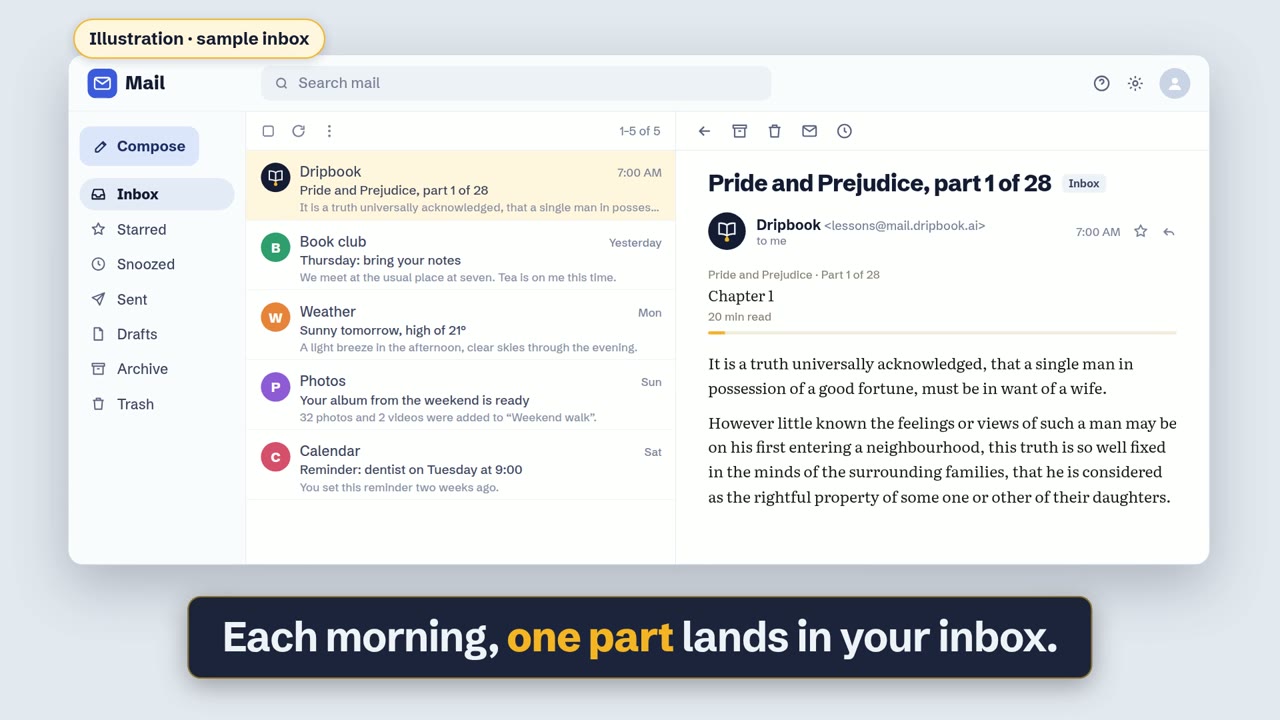 Illustration · sample inbox
Mail
Search mail
Compose
Inbox
Starred
Snoozed
Sent
Drafts
Archive
Trash
1–5 of 5
Dripbook 7:00 AM
Pride and Prejudice, part 1 of 28
It is a truth universally acknowledged, that a single man in posses…
B
Book club Yesterday
Thursday: bring your notes
We meet at the usual place at seven. Tea is on me this time.
W
Weather Mon
Sunny tomorrow, high of 21°
A light breeze in the afternoon, clear skies through the evening.
P
Photos Sun
Your album from the weekend is ready
32 photos and 2 videos were added to “Weekend walk”.
C
Calendar Sat
Reminder: dentist on Tuesday at 9:00
You set this reminder two weeks ago.
Pride and Prejudice, part 1 of 28 Inbox
Dripbook <lessons@mail.dripbook.ai> 7:00 AM
to me
Pride and Prejudice · Part 1 of 28
Chapter 1
20 min read
It is a truth universally acknowledged, that a single man in
possession of a good fortune, must be in want of a wife.
However little known the feelings or views of such a man may be
on his first entering a neighbourhood, this truth is so well fixed
in the minds of the surrounding families, that he is considered
as the rightful property of some one or other of their daughters.
Each morning, one part lands in your inbox.